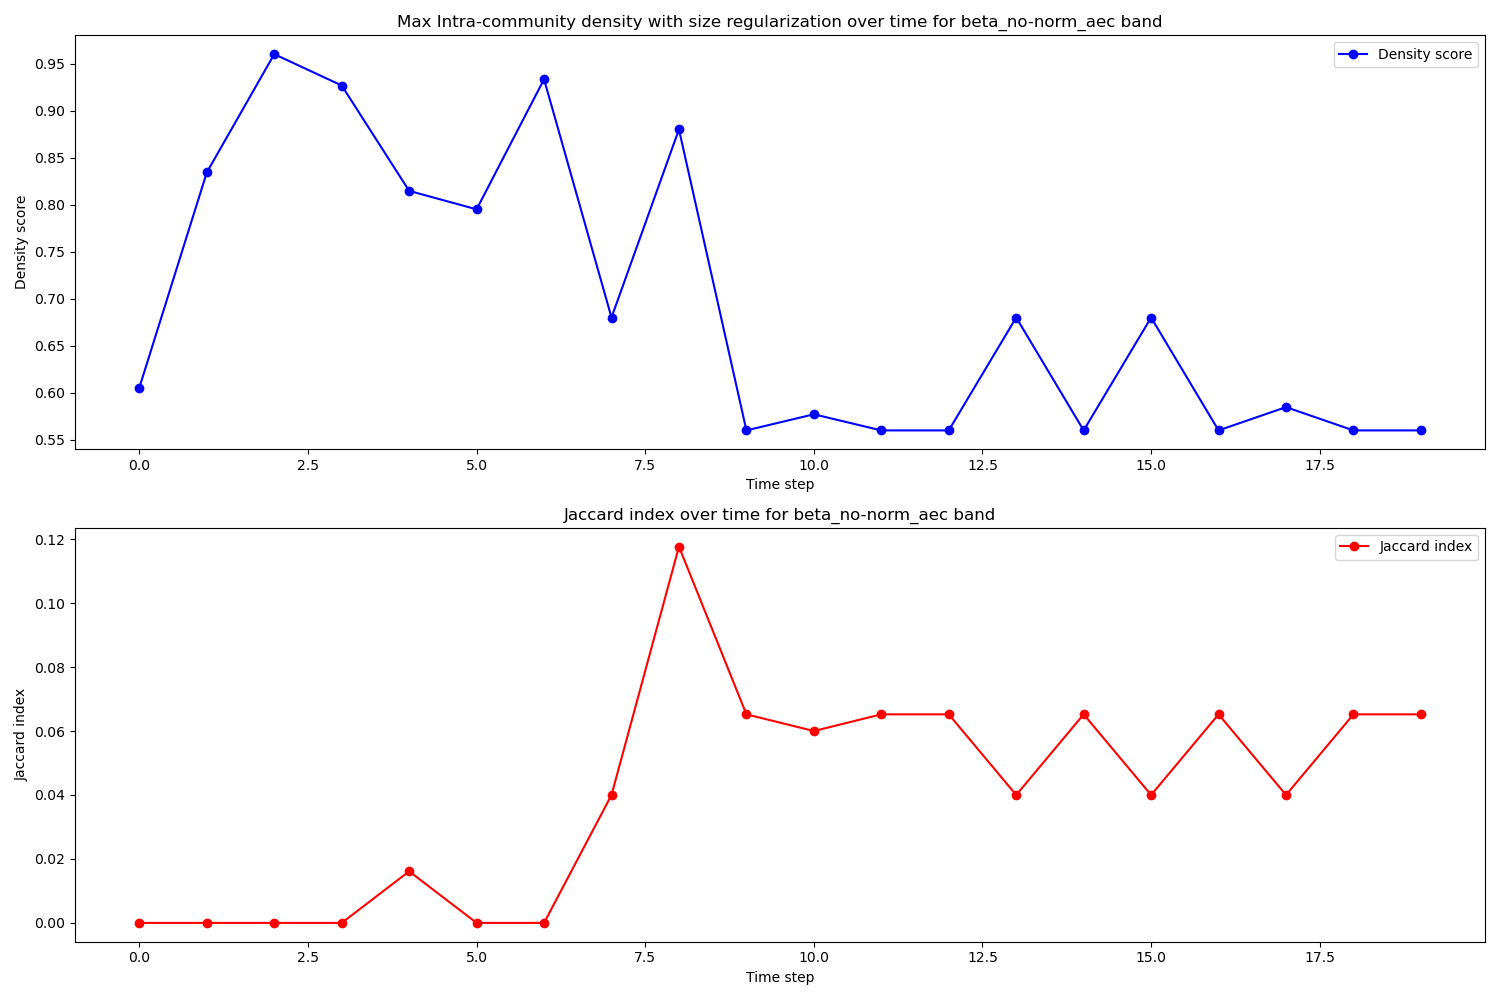 Max Intra-community density with size regularization over time for beta_no-norm_aec band
Density score
0.95
0.90
0.85
0.80
0.75
0.70
0.65
0.60
0.55
Density score
0.0 2.5 5.0 7.5 10.0 12.5 15.0 17.5
Time step
Jaccard index over time for beta_no-norm_aec band
Jaccard index
0.12
0.10
0.08
0.06
0.04
0.02
0.00
Jaccard index
0.0 2.5 5.0 7.5 10.0 12.5 15.0 17.5
Time step